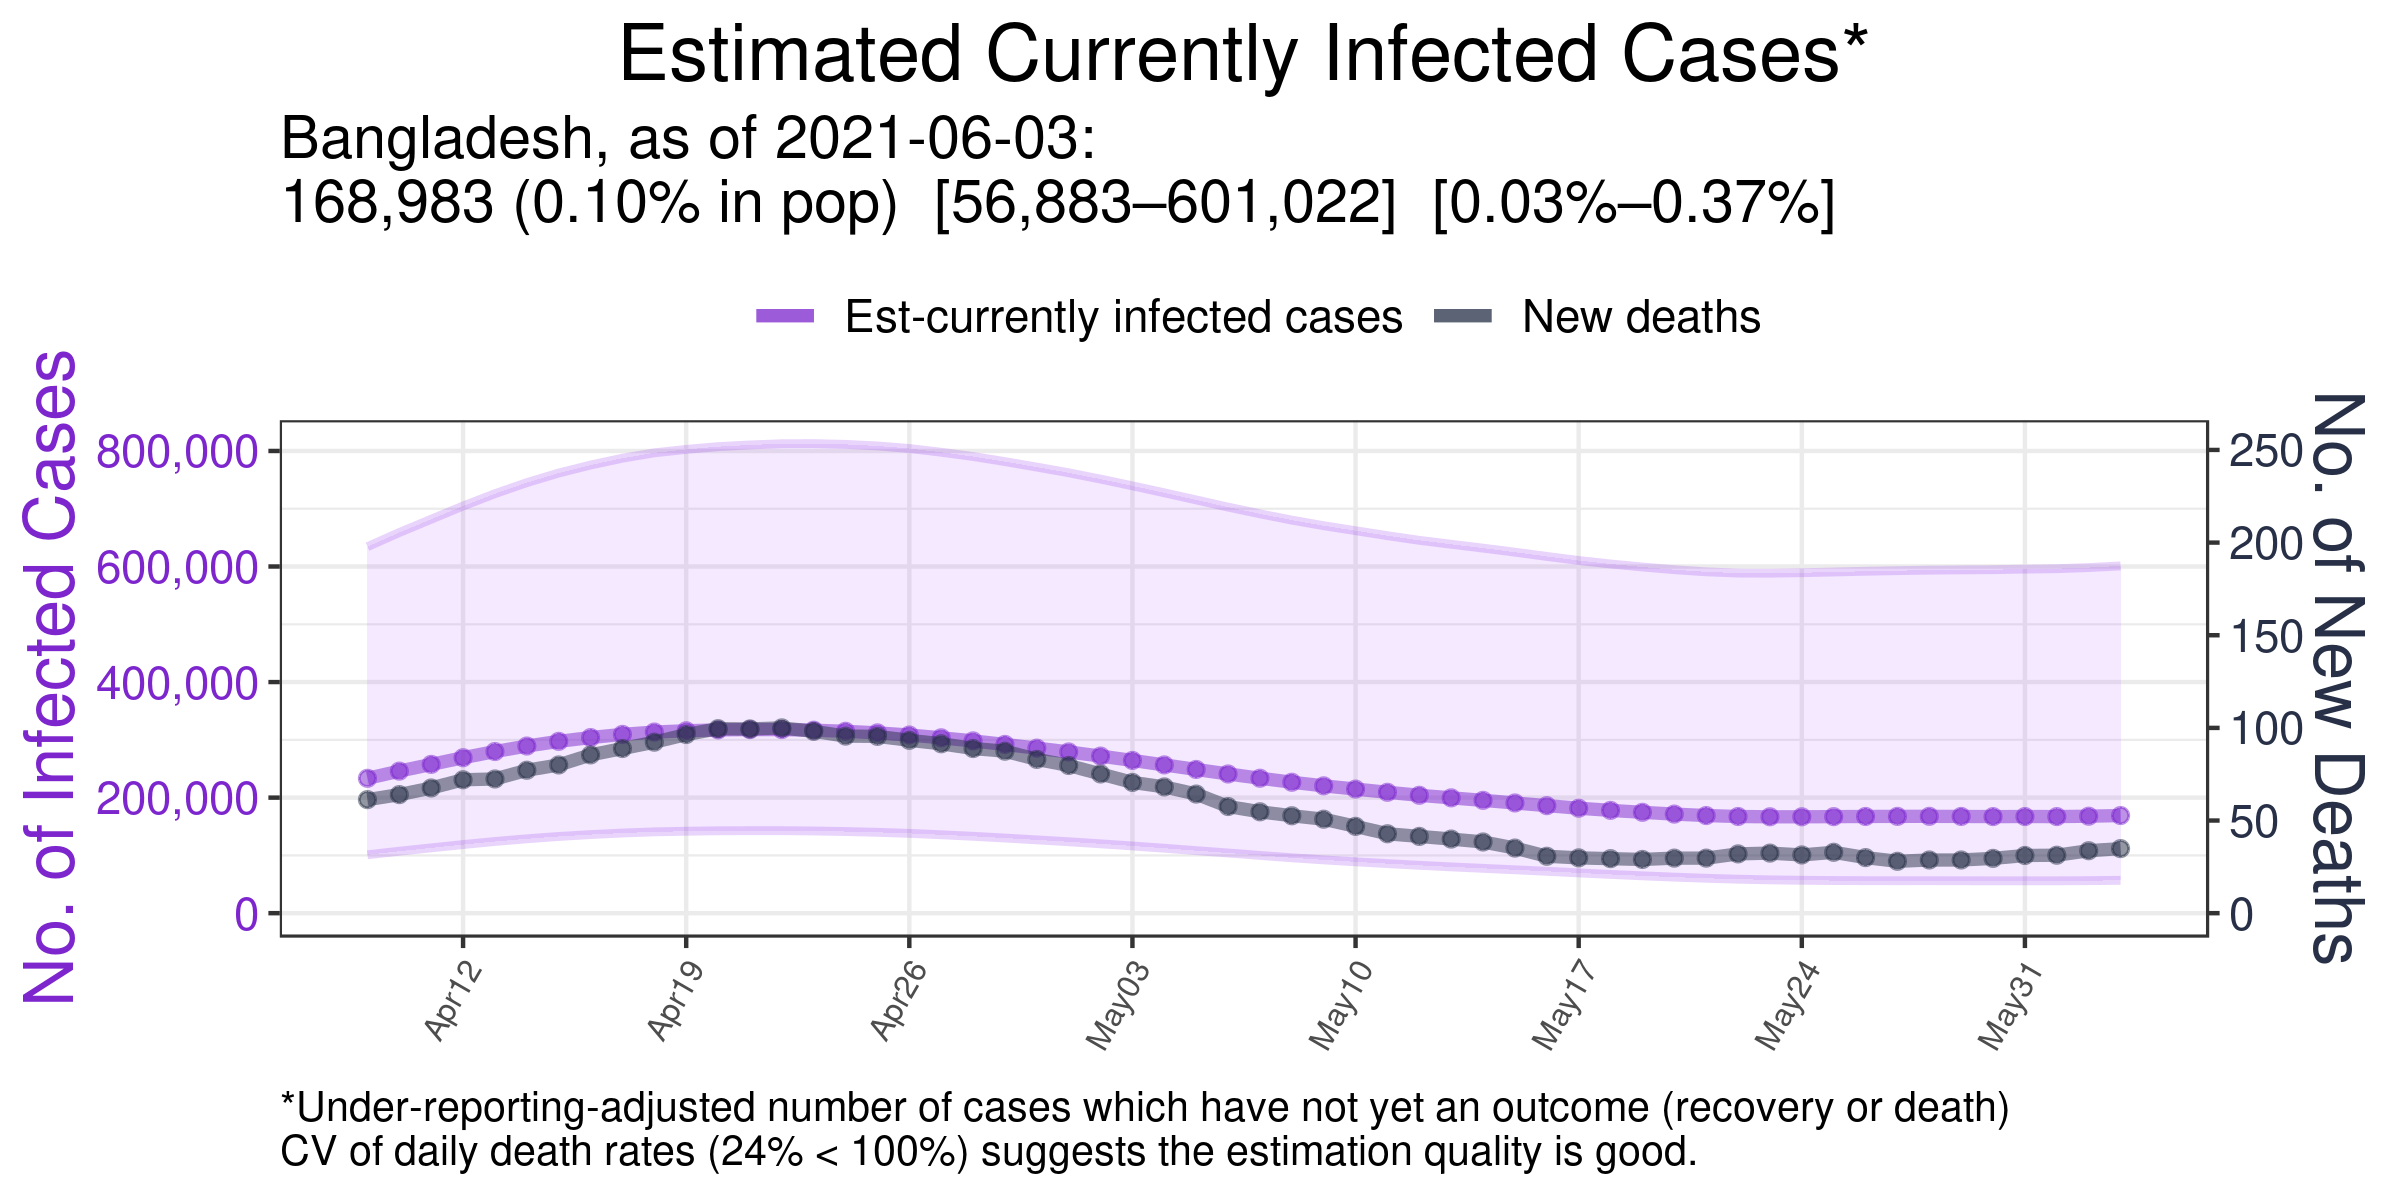 Estimated Currently Infected Cases*
Bangladesh, as of 2021-06-03:
168,983 (0.10% in pop)  [56,883–601,022]  [0.03%–0.37%]
Est-currently infected cases
New deaths
No. of Infected Cases
800,000
600,000
400,000
200,000
0
250
200
150
100
50
0
No. of New Deaths
Apr12
Apr19
Apr26
May03
May10
May17
May24
May31
*Under-reporting-adjusted number of cases which have not yet an outcome (recovery or death)
CV of daily death rates (24% < 100%) suggests the estimation quality is good.